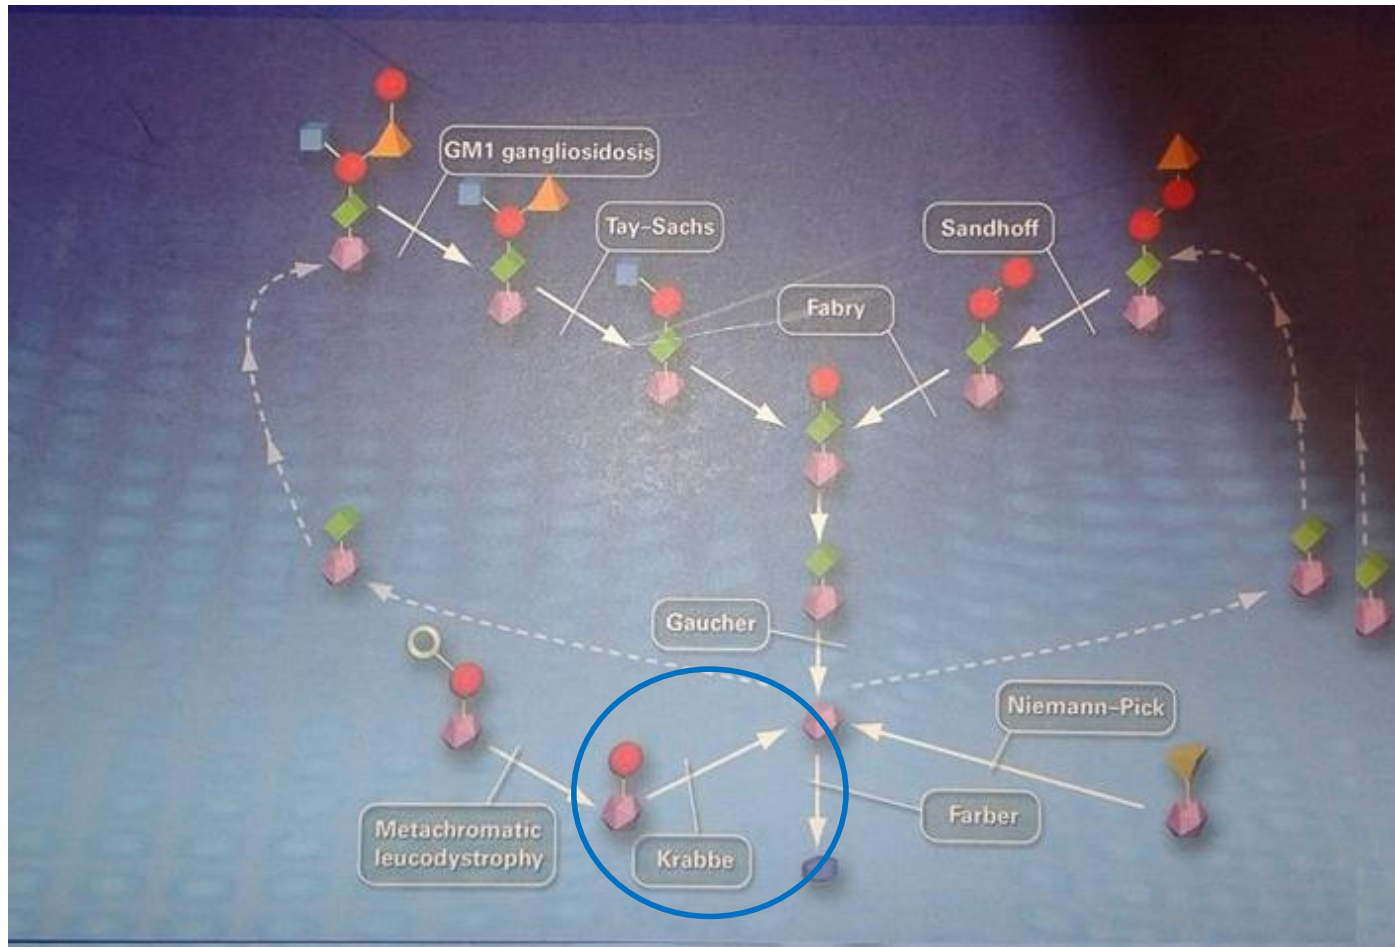 GM1 gangliosidosis
Tay–Sachs
Sandhoff
Fabry
Gaucher
Niemann–Pick
Metachromatic
leucodystrophy
Krabbe
Farber